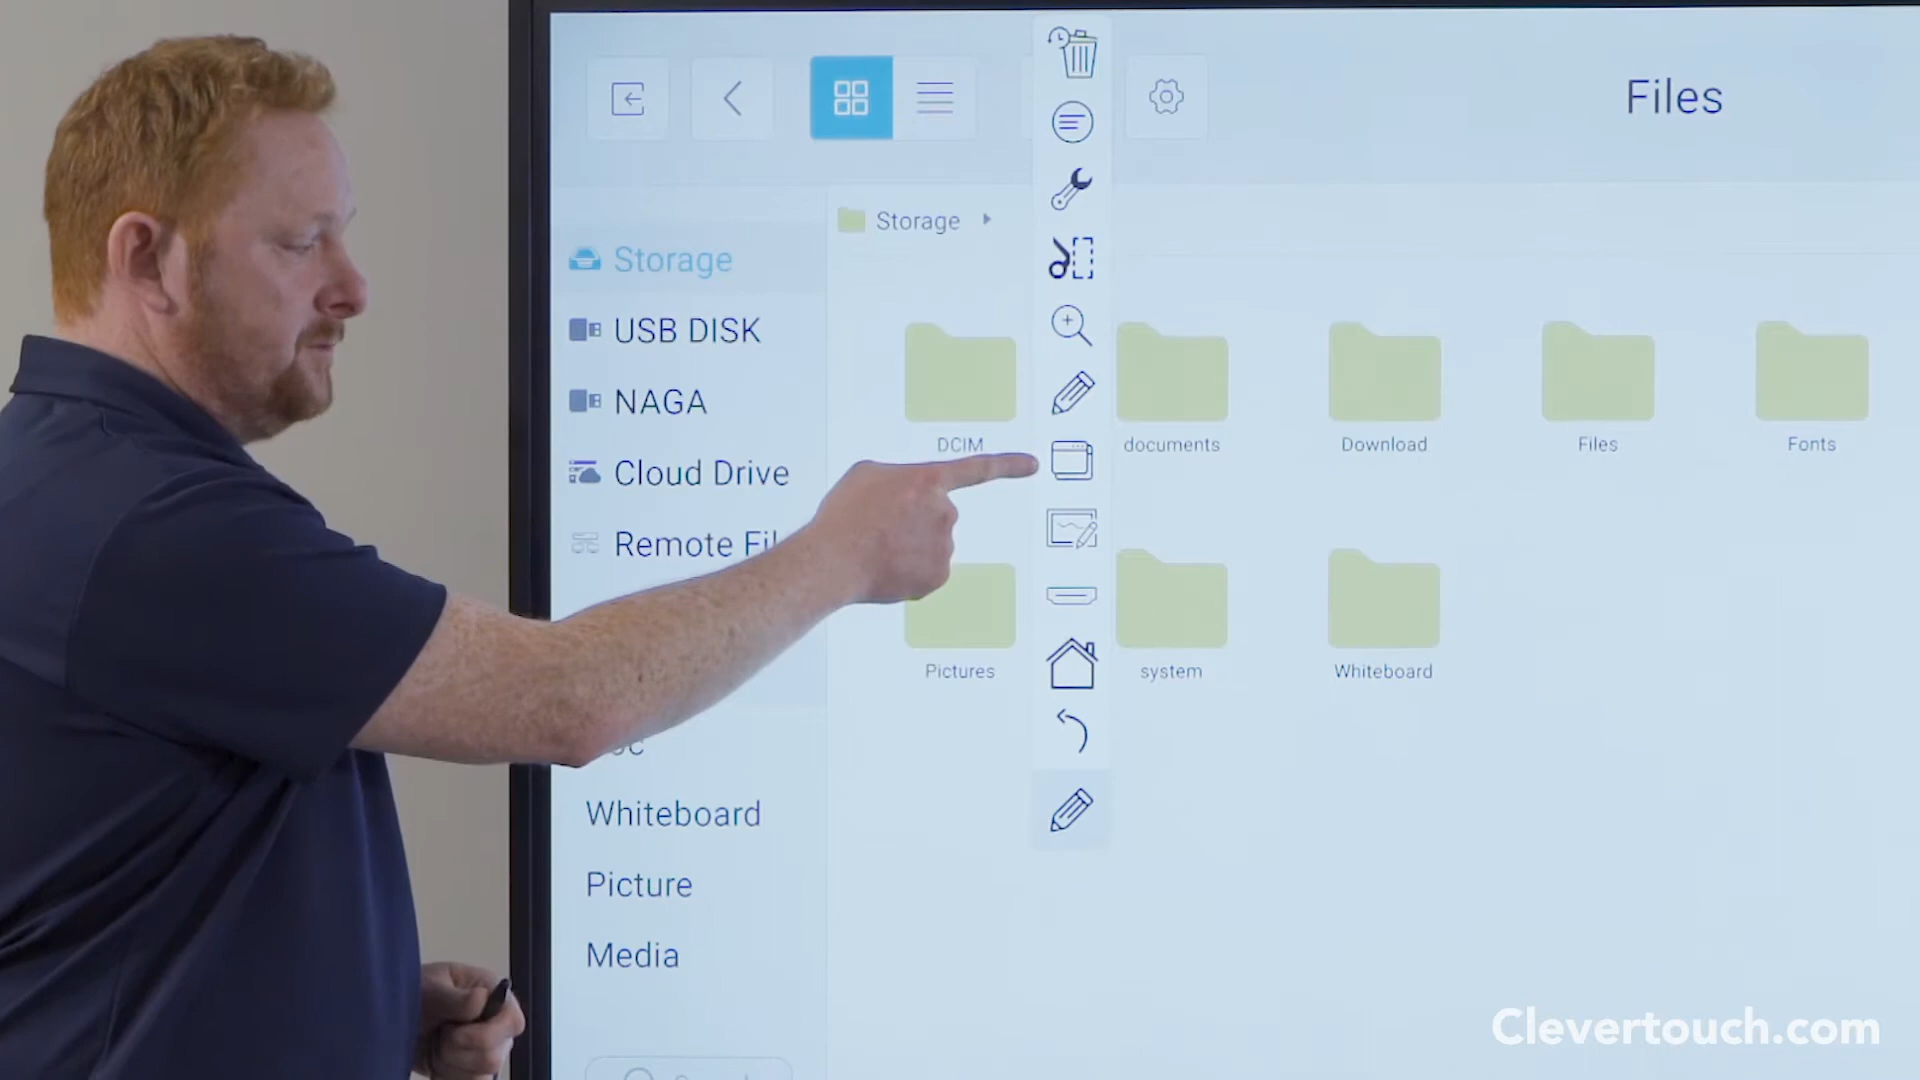 Files
Storage
Storage
USB DISK
NAGA
Cloud Drive
Remote
DCIM
documents
Download
Files
Fonts
Pictures
system
Whiteboard
Whiteboard
Picture
Media
Clevertouch.com